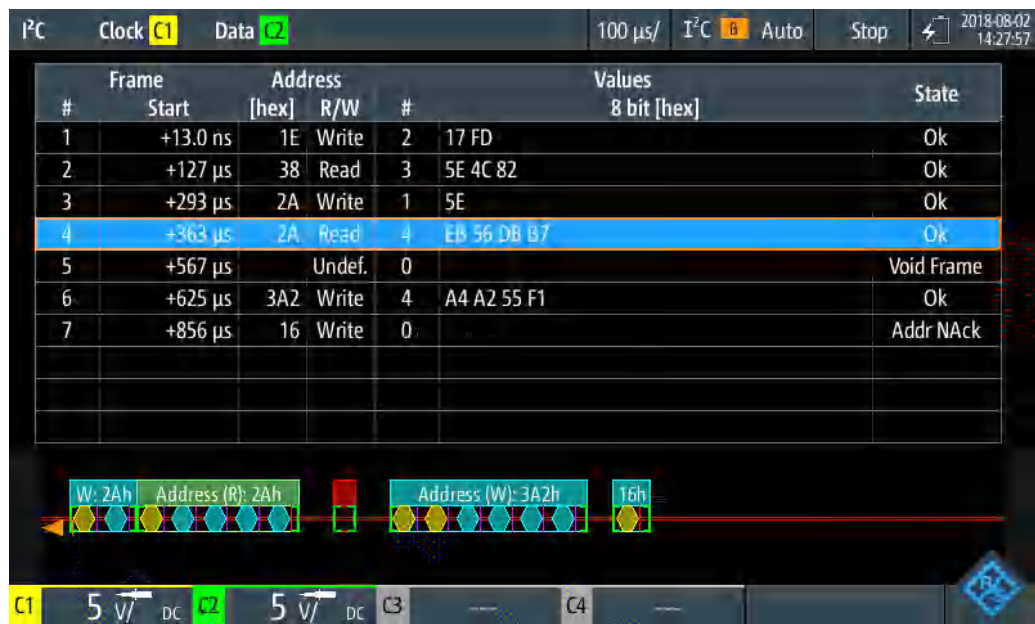 I²C Clock C1 Data C2 100 µs/ I²C B Auto Stop 2018-08-02
14:27:57
Frame Address Values State
# Start [hex] R/W # 8 bit [hex]
1 +13.0 ns 1E Write 2 17 FD Ok
2 +127 µs 38 Read 3 5E 4C 82 Ok
3 +293 µs 2A Write 1 5E Ok
4 +363 µs 2A Read 4 EB 56 DB B7 Ok
5 +567 µs Undef. 0 Void Frame
6 +625 µs 3A2 Write 4 A4 A2 55 F1 Ok
7 +856 µs 16 Write 0 Addr NAck
W: 2Ah Address (R): 2Ah Address (W): 3A2h 16h
C1 5 V/ DC C2 5 V/ DC C3 --- C4 ---